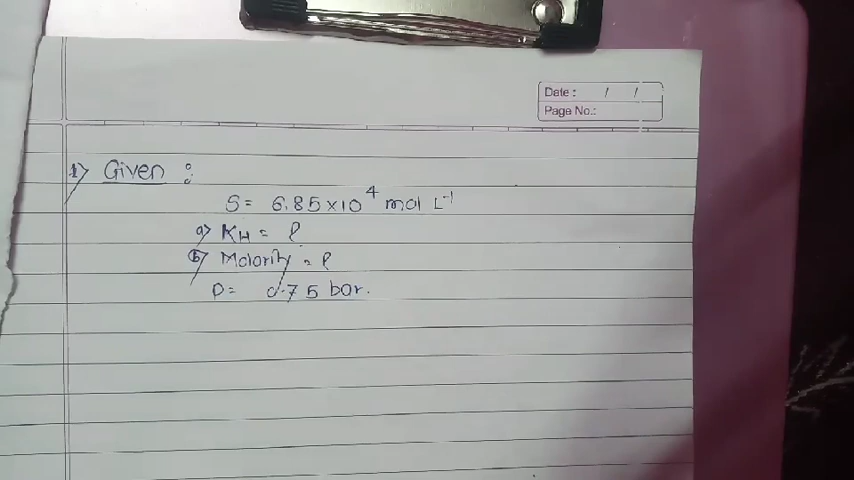 Date : / /
Page No.:
1) Given :
S = 6.85 × 10⁴ mol L⁻¹
a) KH = ?
b) Molarity = ?
P = 0.75 bar.